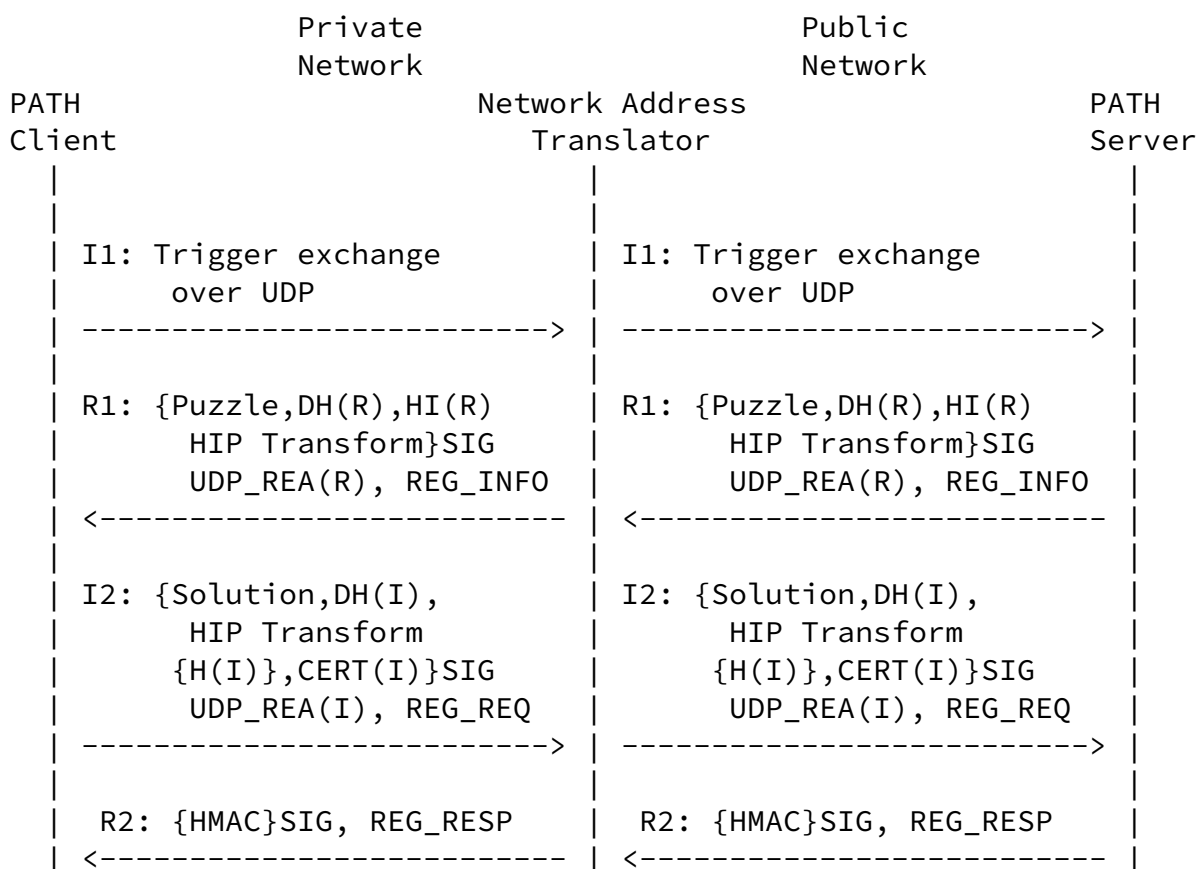 Private Public
Network Network
PATH Network Address PATH
Client Translator Server
I1: Trigger exchange I1: Trigger exchange
over UDP over UDP
R1: {Puzzle,DH(R),HI(R) R1: {Puzzle,DH(R),HI(R)
HIP Transform}SIG HIP Transform}SIG
UDP_REA(R), REG_INFO UDP_REA(R), REG_INFO
I2: {Solution,DH(I), I2: {Solution,DH(I),
HIP Transform HIP Transform
{H(I)},CERT(I)}SIG {H(I)},CERT(I)}SIG
UDP_REA(I), REG_REQ UDP_REA(I), REG_REQ
R2: {HMAC}SIG, REG_RESP R2: {HMAC}SIG, REG_RESP